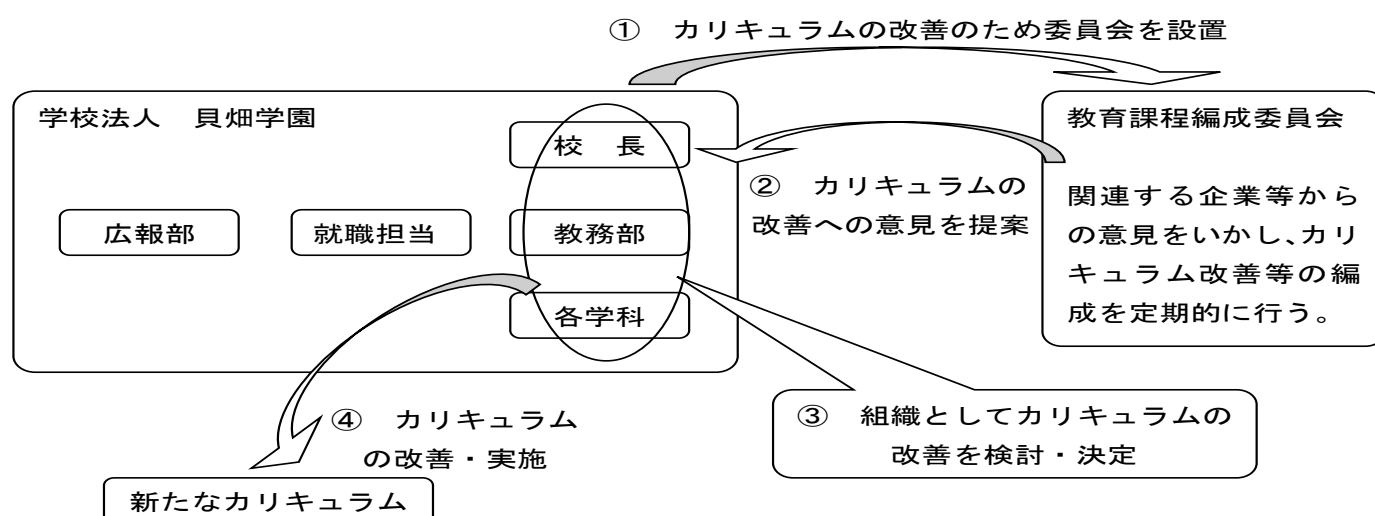 ① カリキュラムの改善のため委員会を設置
学校法人 貝畑学園
校 長
広報部
就職担当
教務部
各学科
② カリキュラムの
改善への意見を提案
教育課程編成委員会
関連する企業等から
の意見をいかし、カリ
キュラム改善等の編
成を定期的に行う。
③ 組織としてカリキュラムの
改善を検討・決定
④ カリキュラム
の改善・実施
新たなカリキュラム